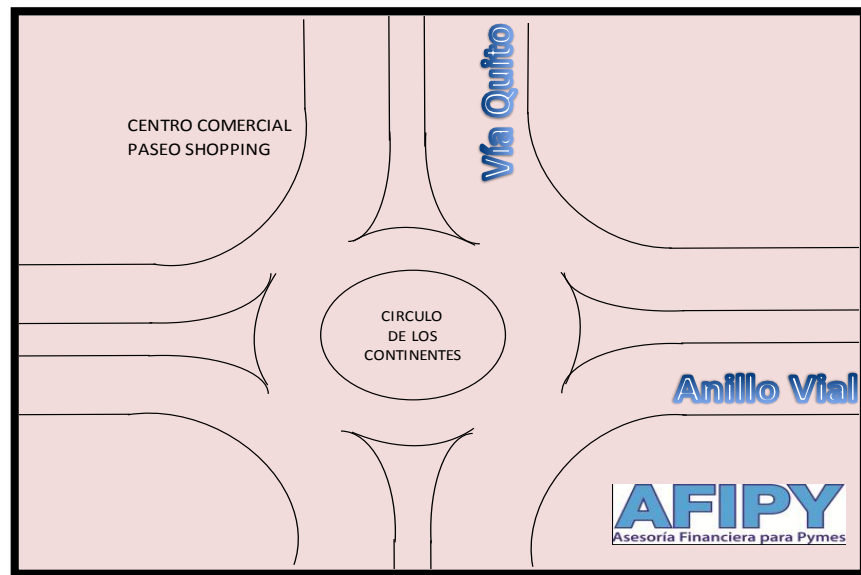 Vía Quito
CENTRO COMERCIAL
PASEO SHOPPING
CIRCULO
DE LOS
CONTINENTES
Anillo Vial
AFIPY
Asesoría Financiera para Pymes